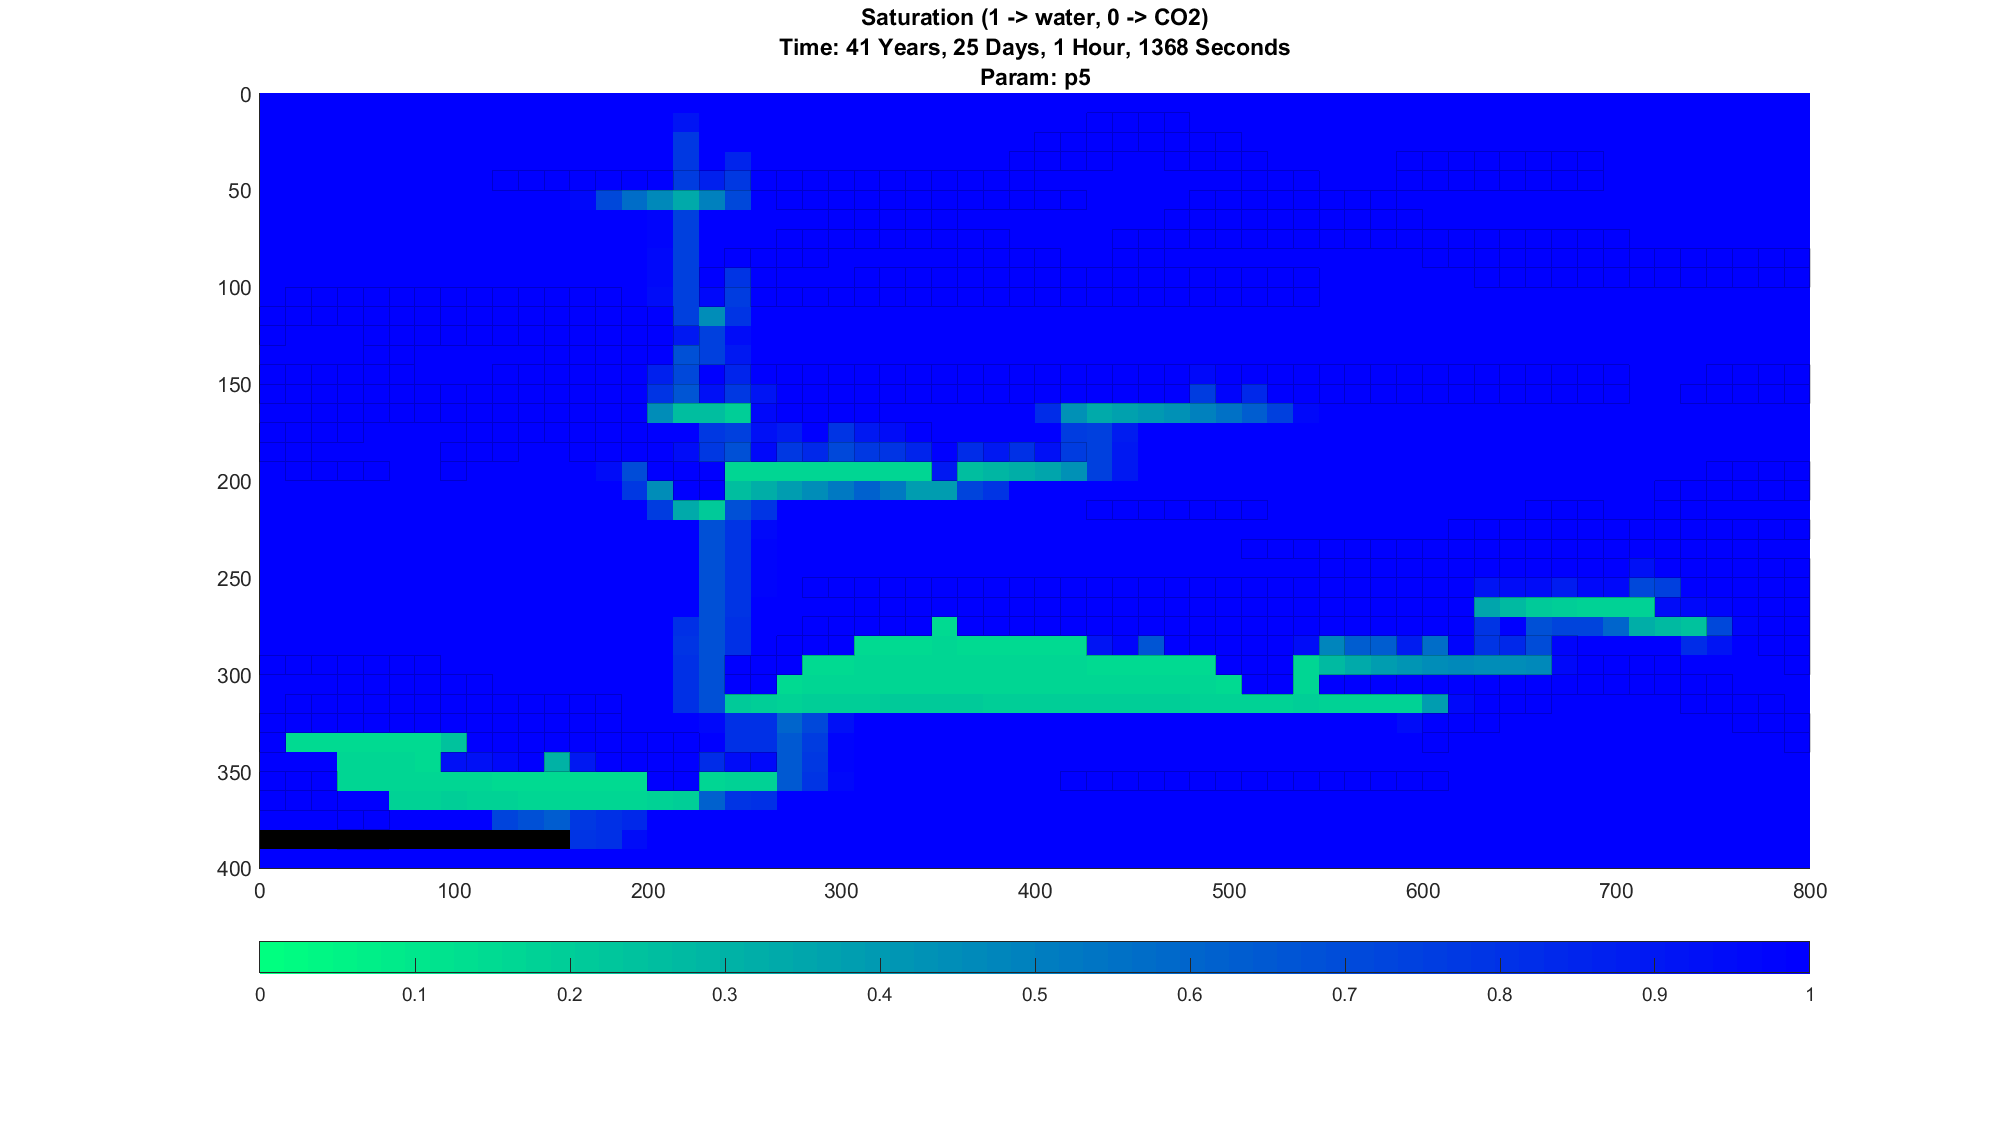 Saturation (1 -> water, 0 -> CO2)
Time: 41 Years, 25 Days, 1 Hour, 1368 Seconds
Param: p5
0
50
100
150
200
250
300
350
400
0 100 200 300 400 500 600 700 800
0 0.1 0.2 0.3 0.4 0.5 0.6 0.7 0.8 0.9 1